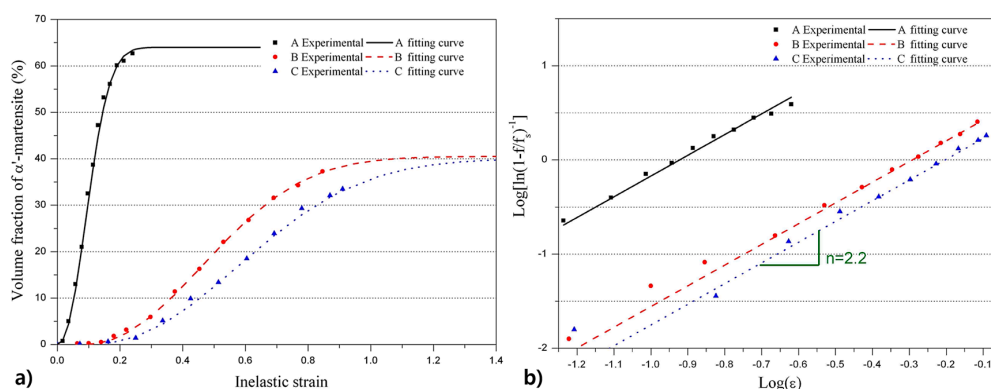 70
60
50
40
30
20
10
0
0.0 0.2 0.4 0.6 0.8 1.0 1.2 1.4
Volume fraction of α'-martensite (%)
Inelastic strain
A Experimental A fitting curve
B Experimental B fitting curve
C Experimental C fitting curve
a)
1
0
-1
-2
-1.2 -1.1 -1.0 -0.9 -0.8 -0.7 -0.6 -0.5 -0.4 -0.3 -0.2 -0.1
Log[ln(1-f/fs)-1]
Log(ε)
A Experimental A fitting curve
B Experimental B fitting curve
C Experimental C fitting curve
n=2.2
b)